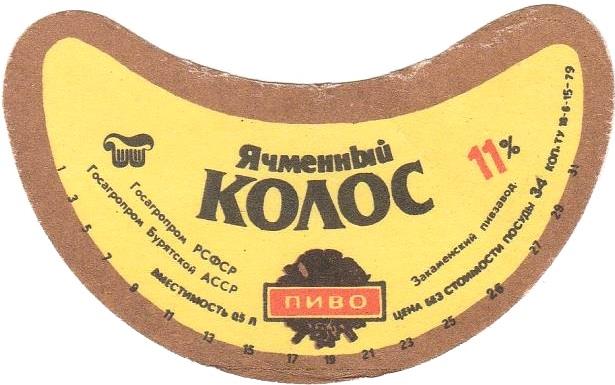 Ячменный
КОЛОС
11%
Госагропром РСФСР
Госагропром Бурятской АССР
ВМЕСТИМОСТЬ 0,5 Л
ПИВО
Закаменский пивзавод.
ЦЕНА БЕЗ СТОИМОСТИ ПОСУДЫ 34 КОП. ТУ 18-6-15-79
1 3 5 7 9 11 13 15 17 19 21 23 25 27 29 31